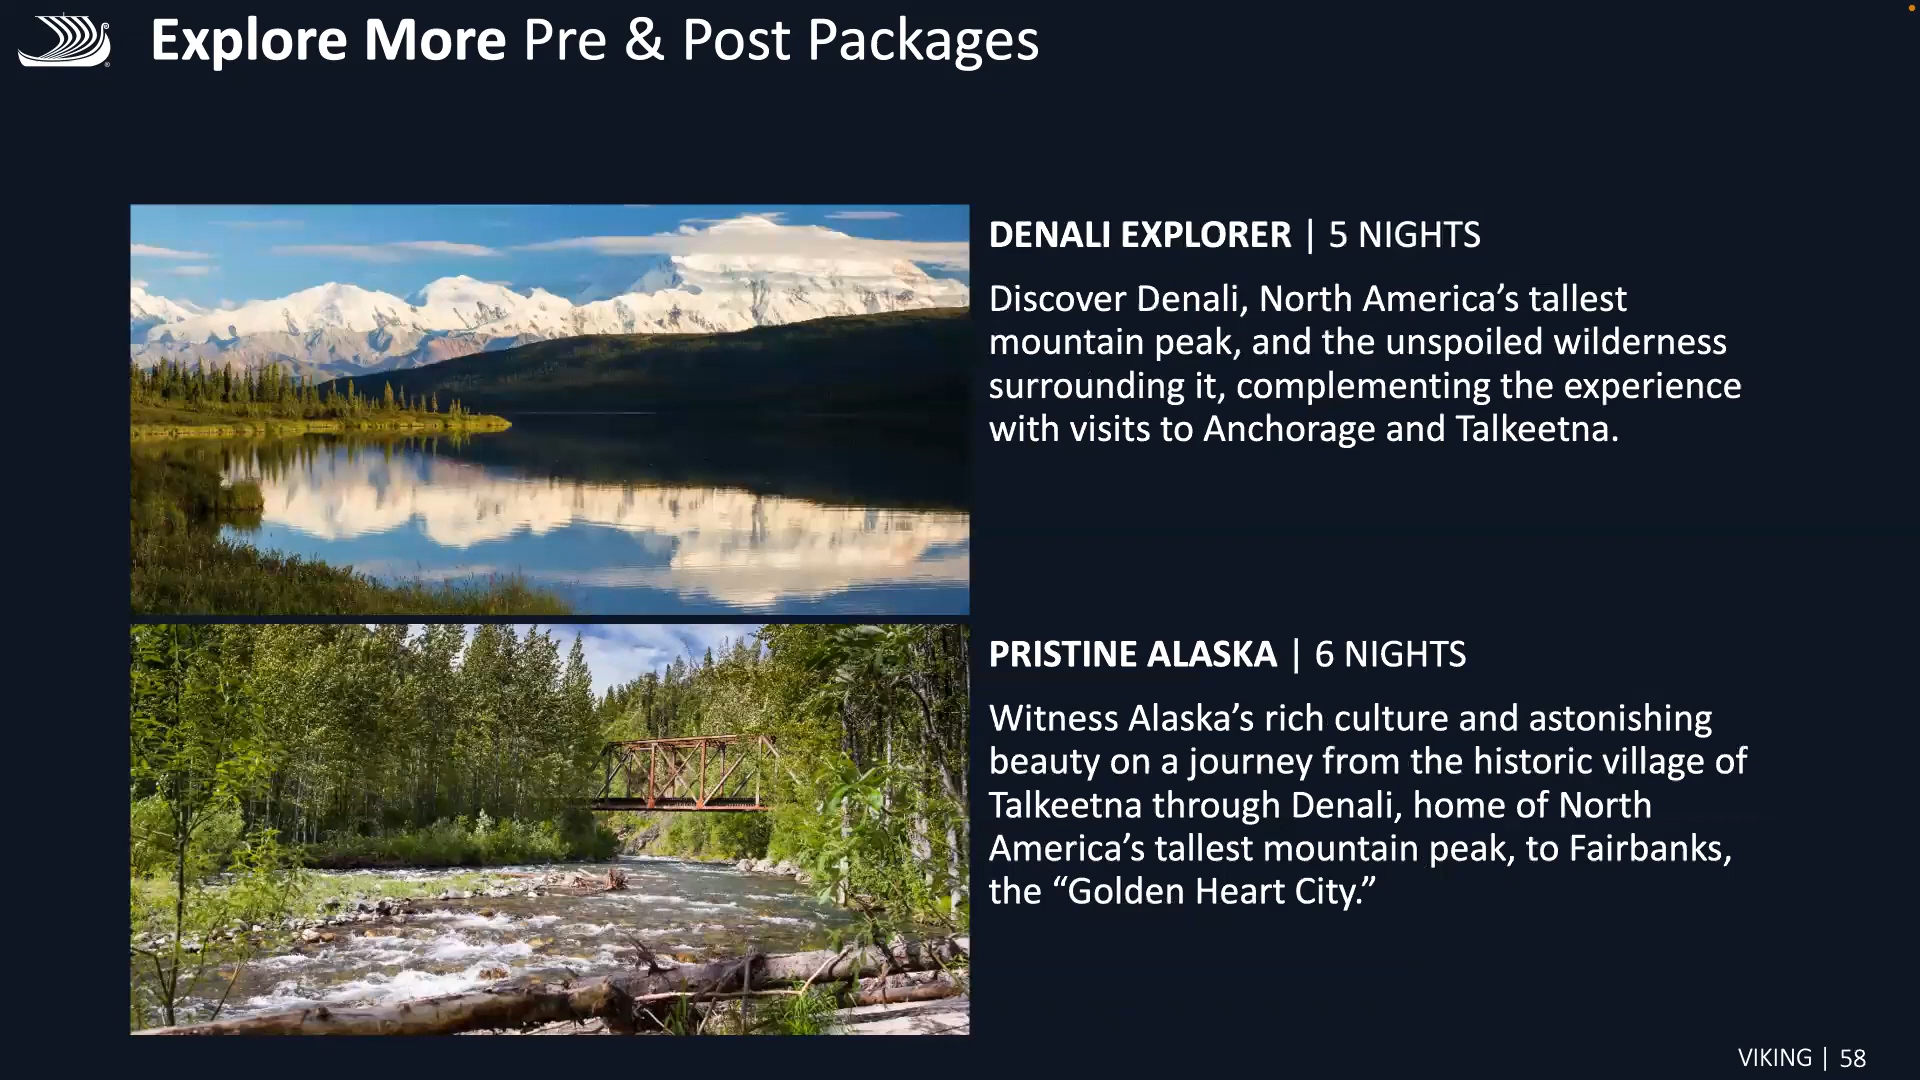 Explore More Pre & Post Packages
DENALI EXPLORER | 5 NIGHTS
Discover Denali, North America’s tallest
mountain peak, and the unspoiled wilderness
surrounding it, complementing the experience
with visits to Anchorage and Talkeetna.
PRISTINE ALASKA | 6 NIGHTS
Witness Alaska’s rich culture and astonishing
beauty on a journey from the historic village of
Talkeetna through Denali, home of North
America’s tallest mountain peak, to Fairbanks,
the “Golden Heart City.”
VIKING | 58